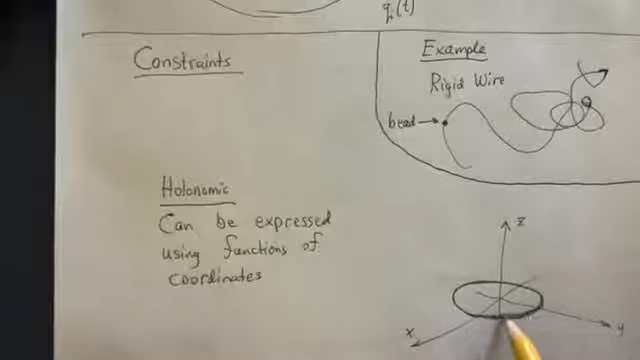 q_i(t)
Constraints
Example
Rigid Wire
bead
Holonomic
Can be expressed
using functions of
coordinates
z
x
y